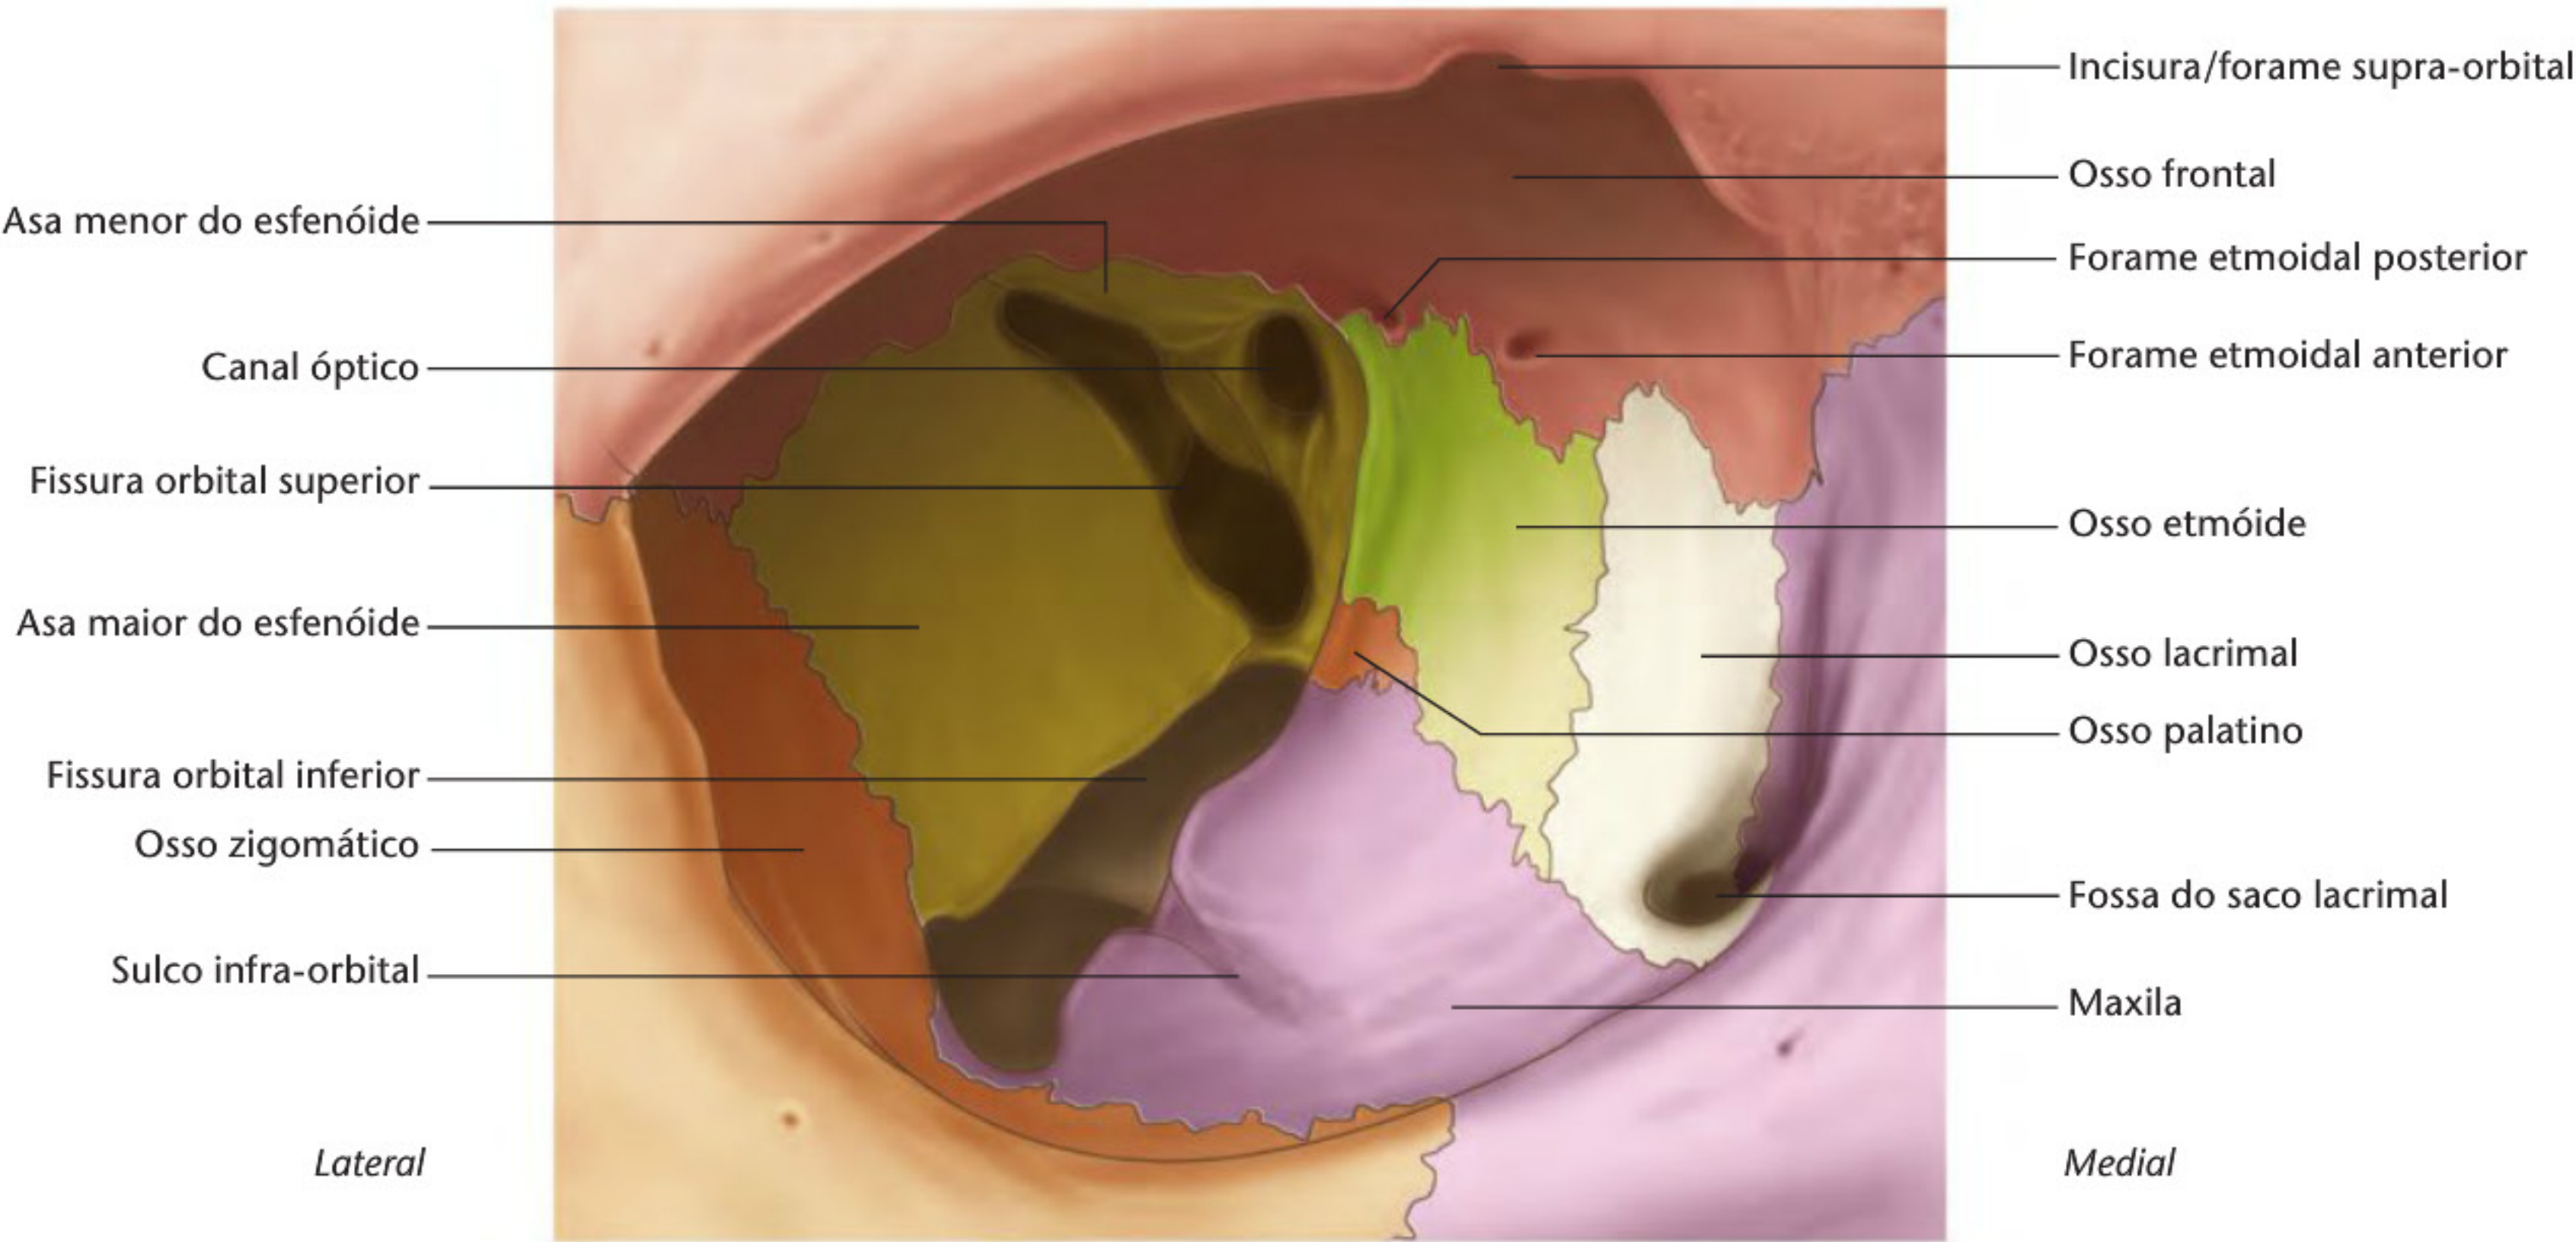 Asa menor do esfenóide
Canal óptico
Fissura orbital superior
Asa maior do esfenóide
Fissura orbital inferior
Osso zigomático
Sulco infra-orbital
Lateral
Incisura/forame supra-orbital
Osso frontal
Forame etmoidal posterior
Forame etmoidal anterior
Osso etmóide
Osso lacrimal
Osso palatino
Fossa do saco lacrimal
Maxila
Medial